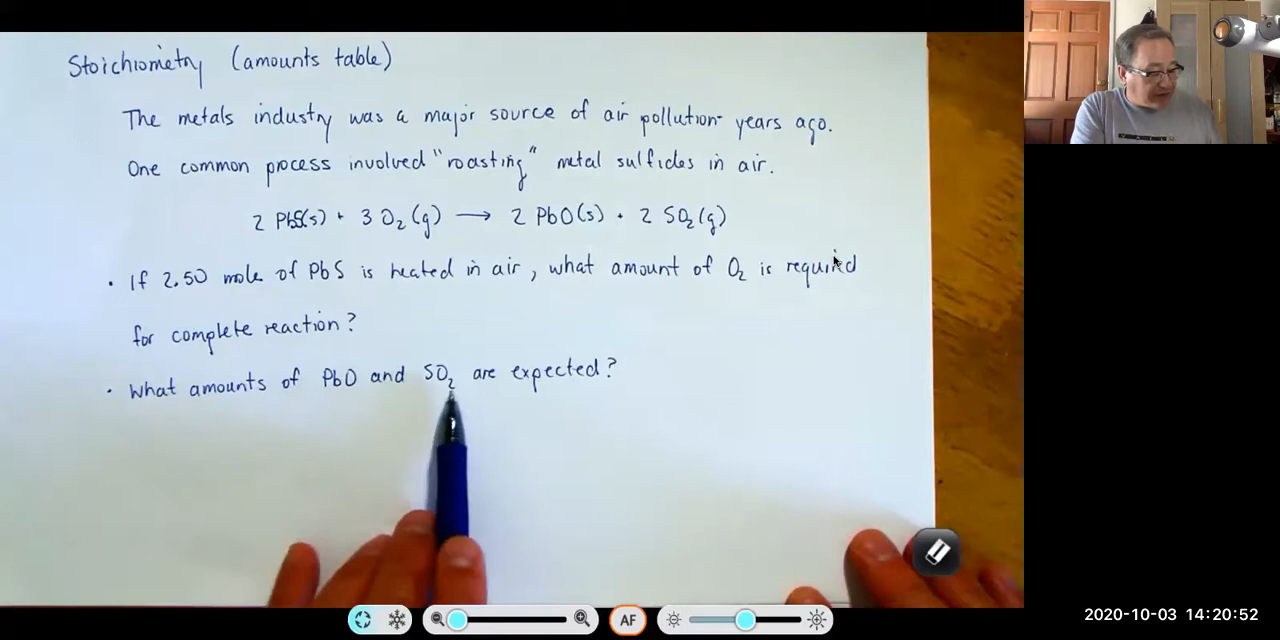 Stoichiometry (amounts table)
The metals industry was a major source of air pollution years ago.
One common process involved "roasting" metal sulfides in air.
2 PbS(s) + 3 O₂(g) → 2 PbO(s) + 2 SO₂(g)
• If 2.50 mole of PbS is heated in air, what amount of O₂ is required
for complete reaction?
• What amounts of PbO and SO₂ are expected?
AF
2020-10-03 14:20:52